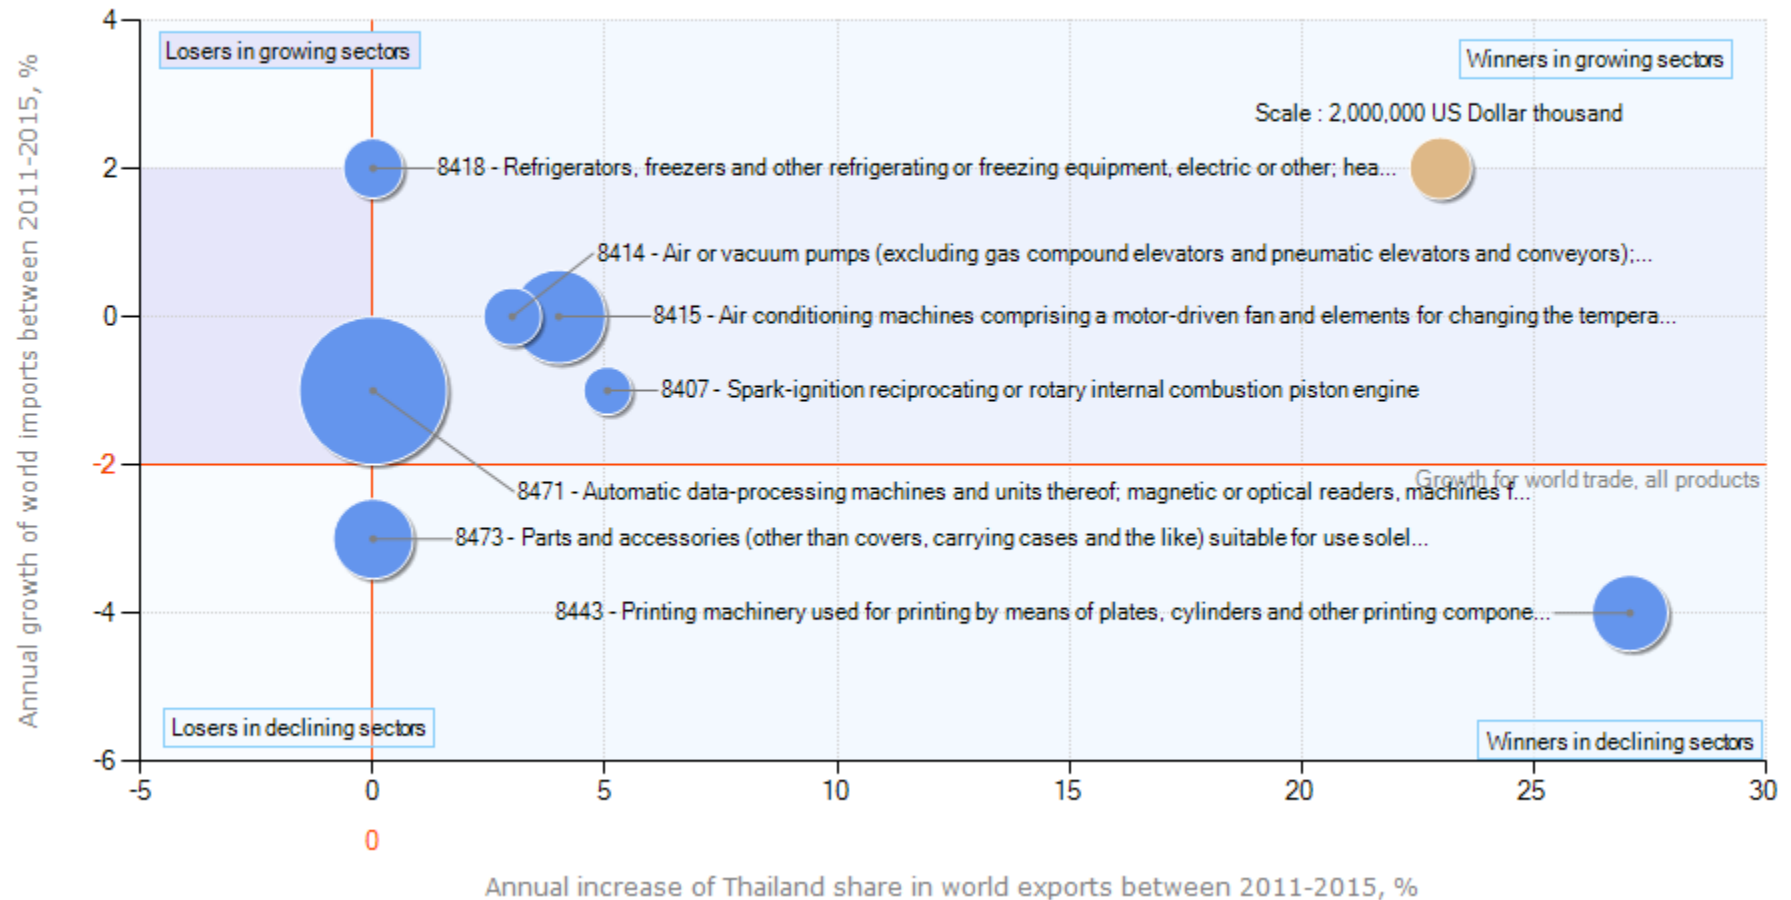 Annual growth of world imports between 2011-2015, %
4
2
0
-2
-4
-6
Losers in growing sectors
Winners in growing sectors
Scale : 2,000,000 US Dollar thousand
8418 - Refrigerators, freezers and other refrigerating or freezing equipment, electric or other; hea...
8414 - Air or vacuum pumps (excluding gas compound elevators and pneumatic elevators and conveyors);...
8415 - Air conditioning machines comprising a motor-driven fan and elements for changing the tempera...
8407 - Spark-ignition reciprocating or rotary internal combustion piston engine
Growth for world trade, all products
8471 - Automatic data-processing machines and units thereof; magnetic or optical readers, machines f...
8473 - Parts and accessories (other than covers, carrying cases and the like) suitable for use solel...
8443 - Printing machinery used for printing by means of plates, cylinders and other printing compone...
Losers in declining sectors
Winners in declining sectors
-5 0 5 10 15 20 25 30
0
Annual increase of Thailand share in world exports between 2011-2015, %